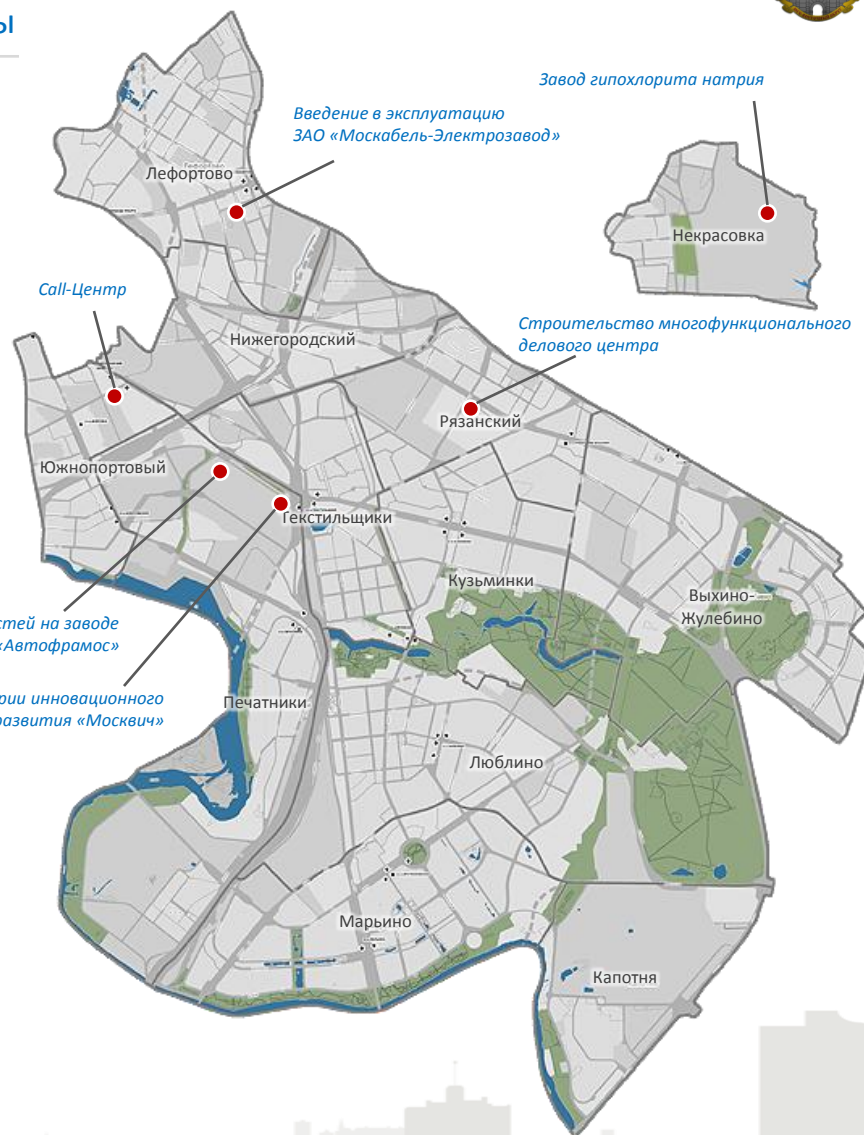 ы
Завод гипохлорита натрия
Введение в эксплуатацию
ЗАО «Москабель-Электрозавод»
Лефортово
Некрасовка
Call-Центр
Строительство многофункционального
делового центра
Нижегородский
Рязанский
Южнопортовый
Текстильщики
Кузьминки
Выхино-
Жулебино
стей на заводе
«Автофрамос»
рии инновационного
развития «Москвич»
Печатники
Люблино
Марьино
Капотня